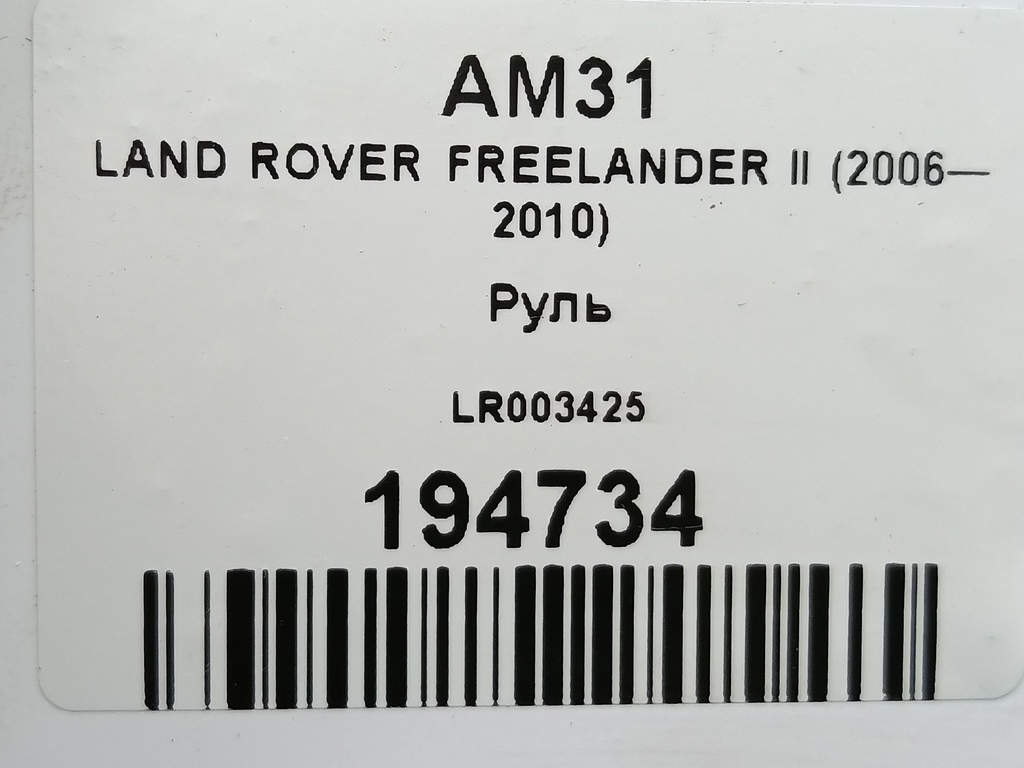 AM31
LAND ROVER FREELANDER II (2006—
2010)
Руль
LR003425
194734